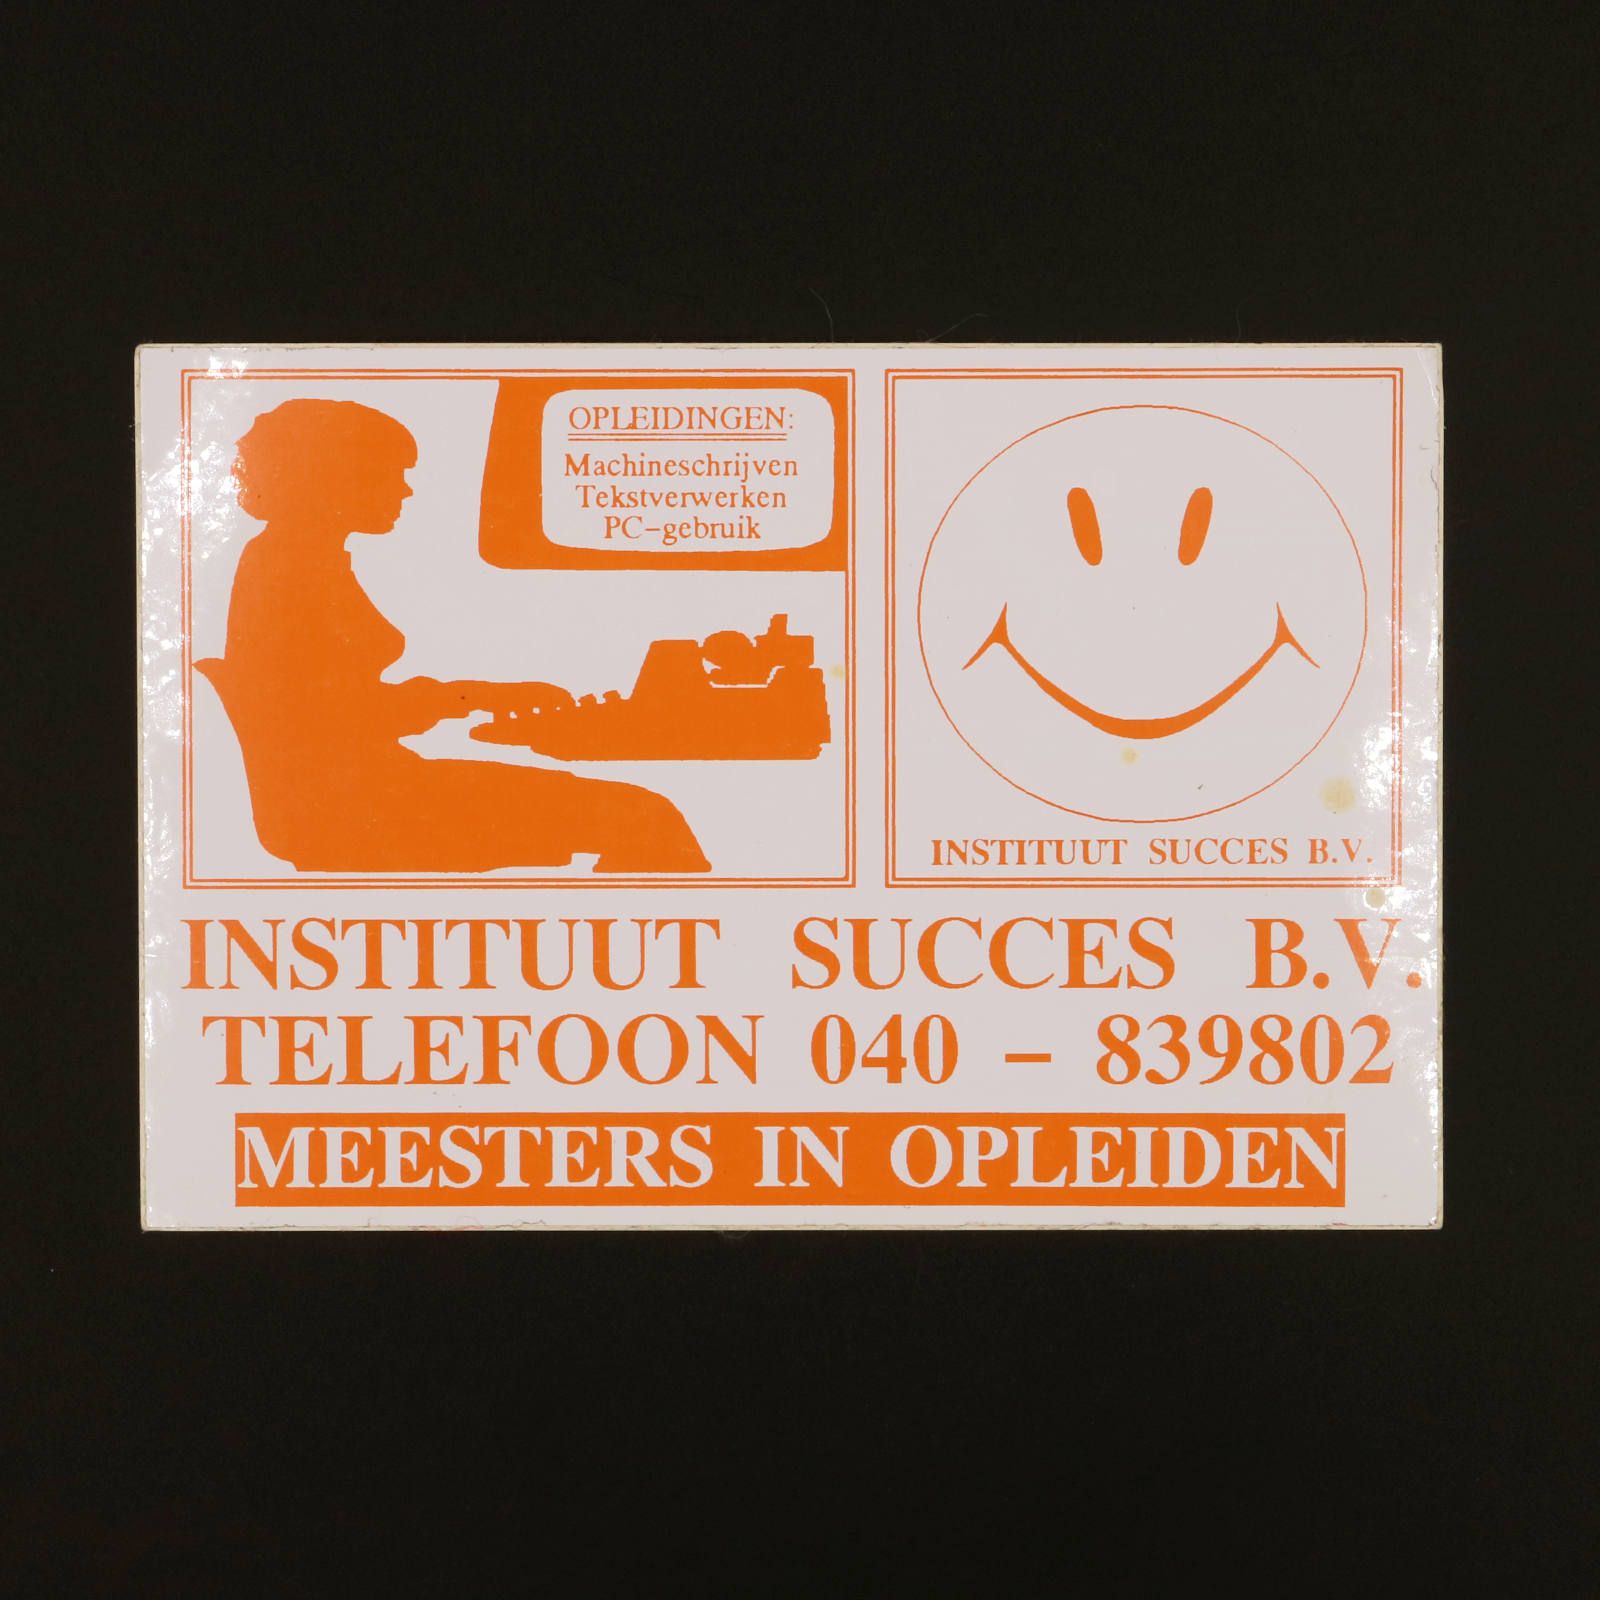 OPLEIDINGEN:
Machineschrijven
Tekstverwerken
PC-gebruik
INSTITUUT SUCCES B.V.
INSTITUUT SUCCES B.V.
TELEFOON 040 - 839802
MEESTERS IN OPLEIDEN